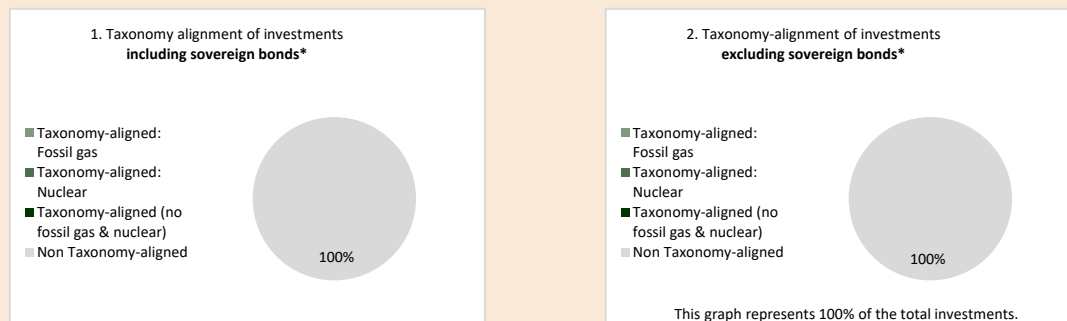 1. Taxonomy alignment of investments
including sovereign bonds*
Taxonomy-aligned:
Fossil gas
Taxonomy-aligned:
Nuclear
Taxonomy-aligned (no
fossil gas & nuclear)
Non Taxonomy-aligned
100%
2. Taxonomy-alignment of investments
excluding sovereign bonds*
Taxonomy-aligned:
Fossil gas
Taxonomy-aligned:
Nuclear
Taxonomy-aligned (no
fossil gas & nuclear)
Non Taxonomy-aligned
100%
This graph represents 100% of the total investments.